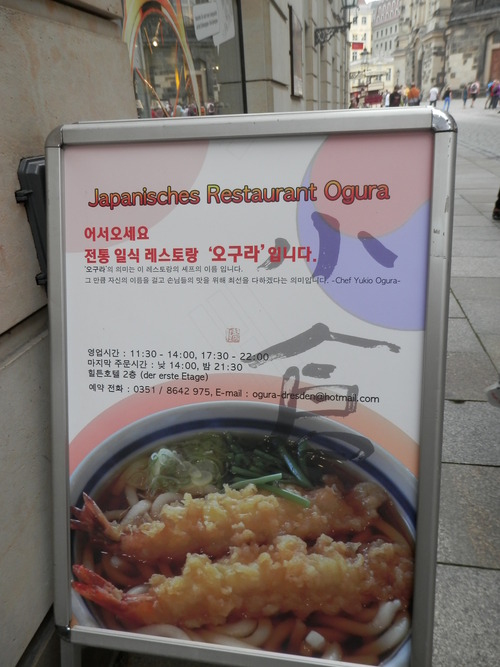 Japanisches Restaurant Ogura
어서오세요
전통 일식 레스토랑 ‘오구라’입니다.
‘오구라’의 의미는 이 레스토랑의 셰프의 이름 입니다.
그 만큼 자신의 이름을 걸고 손님들의 맛을 위해 최선을 다하겠다는 의미입니다. -Chef Yukio Ogura-
小倉
영업시간 : 11:30 - 14:00, 17:30 - 22:00
마지막 주문시간 : 낮 14:00, 밤 21:30
힐튼호텔 2층 (der erste Etage)
예약 전화 : 0351 / 8642 975, E-mail : ogura-dresden@hotmail.com